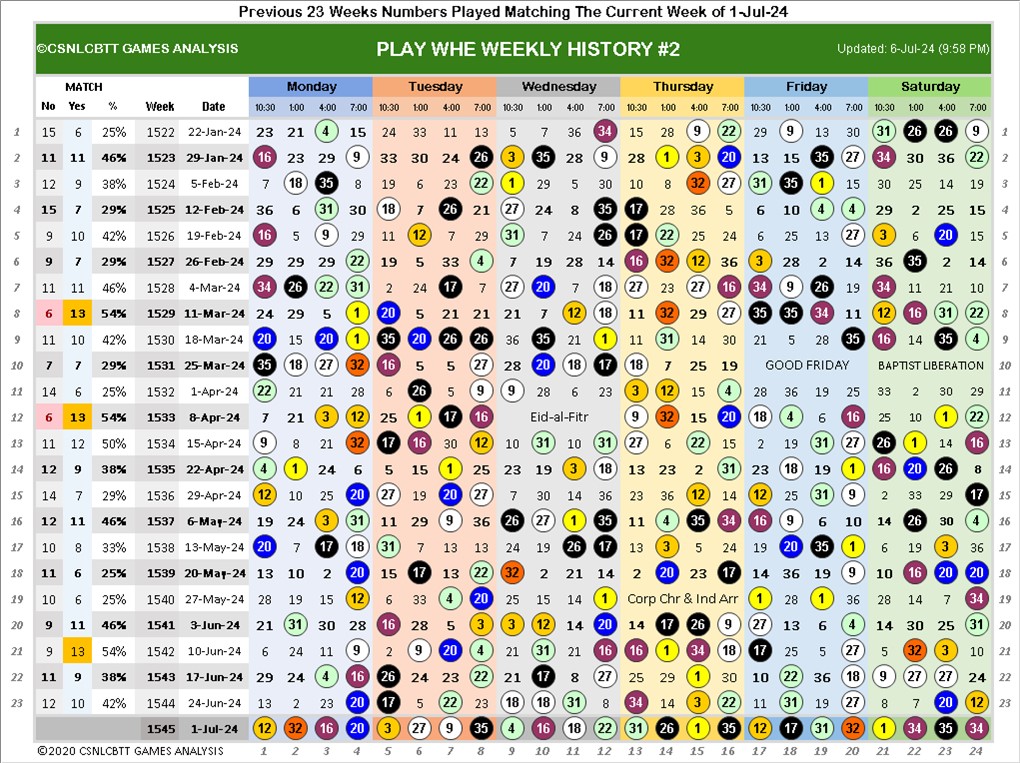 Previous 23 Weeks Numbers Played Matching The Current Week of 1-Jul-24
©CSNLCBTT GAMES ANALYSIS PLAY WHE WEEKLY HISTORY #2 Updated: 6-Jul-24 (9:58 PM)
MATCH Monday Tuesday Wednesday Thursday Friday Saturday
No Yes % Week Date 10:30 1:00 4:00 7:00 10:30 1:00 4:00 7:00 10:30 1:00 4:00 7:00 10:30 1:00 4:00 7:00 10:30 1:00 4:00 7:00 10:30 1:00 4:00 7:00
1 15 6 25% 1522 22-Jan-24 23 21 4 15 24 33 11 13 5 7 36 34 15 28 9 22 29 9 13 30 31 26 26 9 1
2 11 11 46% 1523 29-Jan-24 16 23 29 9 33 30 24 26 3 35 28 9 28 1 3 20 13 15 35 27 34 30 36 22 2
3 12 9 38% 1524 5-Feb-24 7 18 35 8 19 6 23 22 1 29 5 30 10 8 32 27 31 35 1 15 30 25 14 19 3
4 15 7 29% 1525 12-Feb-24 36 6 31 30 18 7 26 21 27 24 8 35 17 28 36 5 6 10 4 4 29 2 25 15 4
5 9 10 42% 1526 19-Feb-24 16 5 9 29 11 12 7 29 31 7 24 26 17 22 25 24 6 25 13 27 3 6 20 15 5
6 9 7 29% 1527 26-Feb-24 29 29 29 22 19 5 33 4 7 19 28 14 16 32 12 36 3 28 2 14 36 35 2 14 6
7 11 11 46% 1528 4-Mar-24 34 26 22 31 2 24 17 7 27 20 7 18 27 23 27 16 34 9 26 19 34 11 21 10 7
8 6 13 54% 1529 11-Mar-24 24 29 5 1 20 5 21 21 21 7 12 18 11 32 29 27 35 35 34 11 12 16 31 22 8
9 11 10 42% 1530 18-Mar-24 20 15 20 1 35 20 26 26 36 35 21 1 11 31 14 30 21 5 28 35 16 14 35 4 9
10 7 7 29% 1531 25-Mar-24 35 18 27 32 16 5 5 27 28 20 18 17 18 7 25 19 GOOD FRIDAY BAPTIST LIBERATION 10
11 14 6 25% 1532 1-Apr-24 22 21 21 28 6 26 5 9 9 28 6 23 3 12 15 4 28 36 19 21 33 2 30 29 11
12 6 13 54% 1533 8-Apr-24 7 21 3 12 25 1 17 16 Eid-al-Fitr 9 32 15 20 18 4 6 16 25 10 1 22 12
13 11 12 50% 1534 15-Apr-24 9 8 24 32 17 16 30 12 10 31 10 31 27 6 22 15 2 19 31 27 26 1 14 16 13
14 12 9 38% 1535 22-Apr-24 4 1 24 6 5 15 1 25 23 19 3 18 13 23 2 31 23 18 19 1 16 20 26 8 14
15 14 7 29% 1536 29-Apr-24 12 10 25 20 27 19 20 27 7 30 14 36 23 36 12 14 12 25 31 9 2 33 29 17 15
16 12 11 46% 1537 6-May-24 19 24 3 31 11 29 9 36 26 27 1 35 11 4 35 34 16 9 6 10 14 26 30 4 16
17 10 8 33% 1538 13-May-24 20 2 17 18 31 7 13 13 24 19 26 17 13 3 5 24 19 20 35 1 6 19 3 36 17
18 11 6 25% 1539 20-May-24 13 10 2 20 15 17 13 22 32 2 21 14 2 20 23 17 14 36 19 9 10 16 20 20 18
19 10 6 25% 1540 27-May-24 28 19 15 12 6 33 4 20 25 15 14 1 Corp Chr & Ind Arr 1 28 1 36 28 14 7 34 19
20 9 11 46% 1541 3-Jun-24 21 31 30 28 16 28 5 3 3 12 14 20 14 17 26 9 27 13 6 4 14 30 25 31 20
21 9 13 54% 1542 10-Jun-24 6 24 11 9 2 9 20 4 21 31 21 16 16 1 34 18 17 25 5 27 22 32 3 10 21
22 11 9 38% 1543 17-Jun-24 11 24 4 16 26 24 23 22 21 17 8 27 25 29 1 30 10 22 36 18 9 27 27 24 22
23 12 10 42% 1544 24-Jun-24 13 2 23 20 17 5 22 23 18 18 31 8 34 14 3 22 11 31 19 27 5 7 20 12 23
1545 1-Jul-24 12 32 16 20 3 27 9 35 4 16 18 22 31 26 1 35 12 17 31 32 1 34 35 34
©2020 CSNLCBTT GAMES ANALYSIS 1 2 3 4 5 6 7 8 9 10 11 12 13 14 15 16 17 18 19 20 21 22 23 24